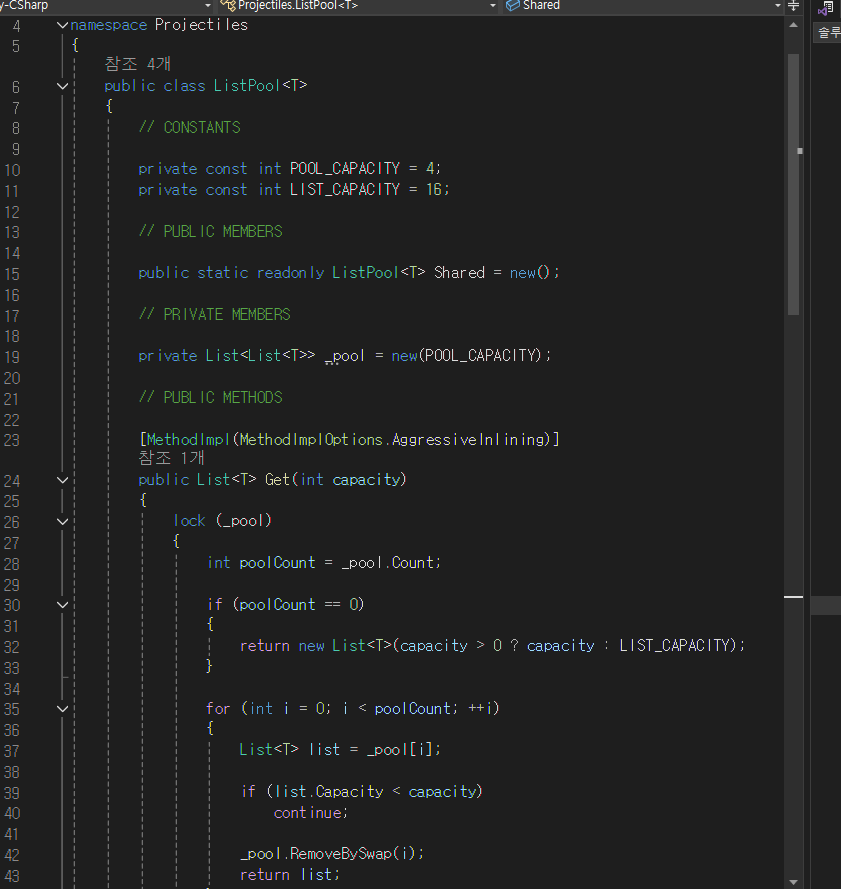 y-CSharp Projectiles.ListPool<T> Shared
솔루
4 namespace Projectiles
5 {
참조 4개
6 public class ListPool<T>
7 {
8 // CONSTANTS
9
10 private const int POOL_CAPACITY = 4;
11 private const int LIST_CAPACITY = 16;
12
13 // PUBLIC MEMBERS
14
15 public static readonly ListPool<T> Shared = new();
16
17 // PRIVATE MEMBERS
18
19 private List<List<T>> _pool = new(POOL_CAPACITY);
20
21 // PUBLIC METHODS
22
23 [MethodImpl(MethodImplOptions.AggressiveInlining)]
참조 1개
24 public List<T> Get(int capacity)
25 {
26 lock (_pool)
27 {
28 int poolCount = _pool.Count;
29
30 if (poolCount == 0)
31 {
32 return new List<T>(capacity > 0 ? capacity : LIST_CAPACITY);
33 }
34
35 for (int i = 0; i < poolCount; ++i)
36 {
37 List<T> list = _pool[i];
38
39 if (list.Capacity < capacity)
40 continue;
41
42 _pool.RemoveBySwap(i);
43 return list;